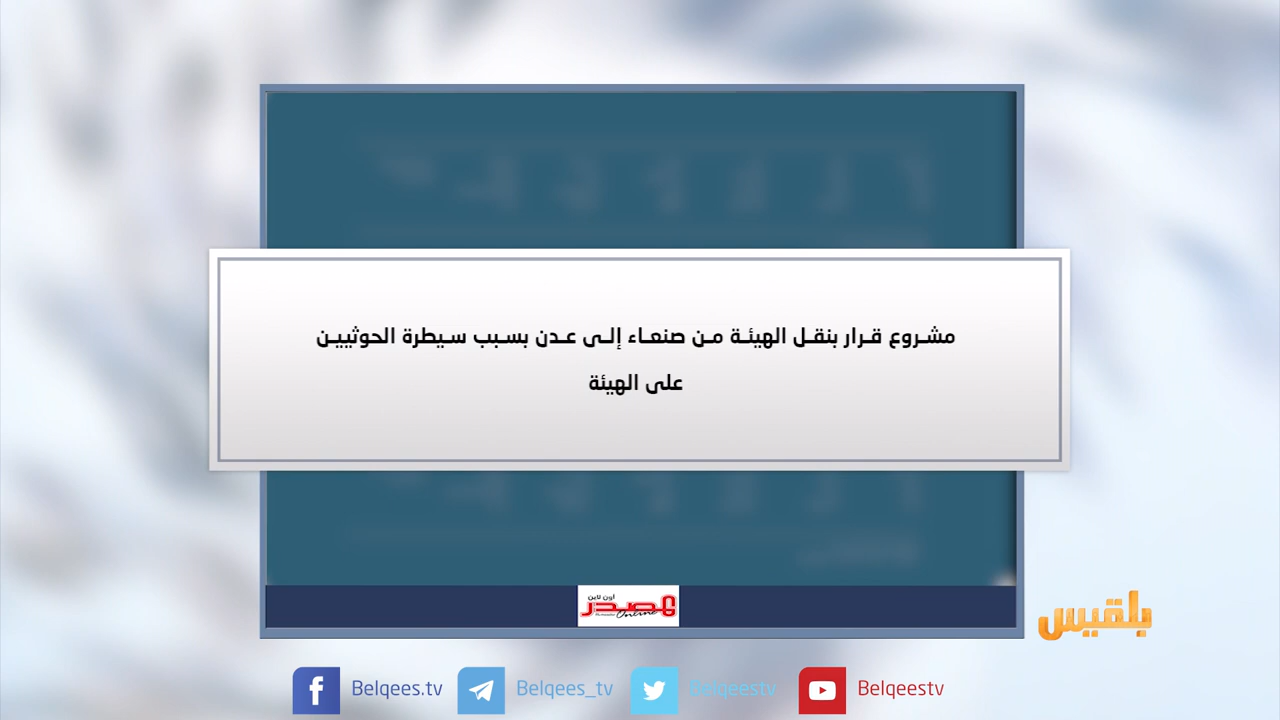 مشروع قرار بنقل الهيئة من صنعاء إلى عدن بسبب سيطرة الحوثيين
على الهيئة
المصدر
اون لاين
Online
بلقيس
Belqees.tv
Belqees_tv
Belqeestv
Belqeestv